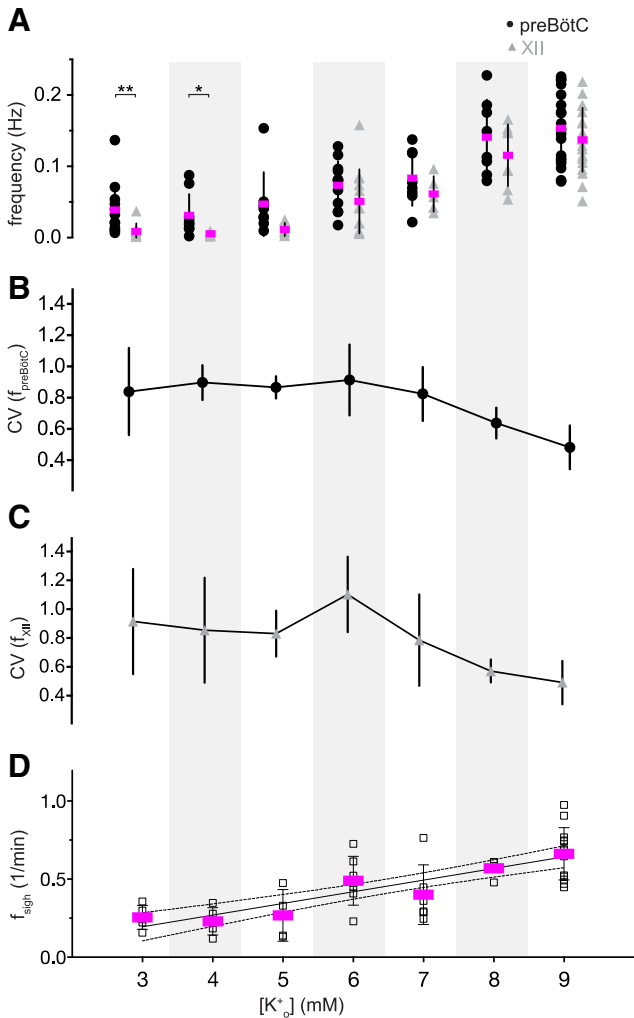 A
● preBötC
▲ XII
** *
frequency (Hz)
0.2
0.1
0.0
B
CV (fpreBötC)
1.4
1.2
1.0
0.8
0.6
0.4
C
CV (fXII)
1.4
1.2
1.0
0.8
0.6
0.4
D
fsigh (1/min)
1.0
0.5
0.0
3 4 5 6 7 8 9
[K+o] (mM)